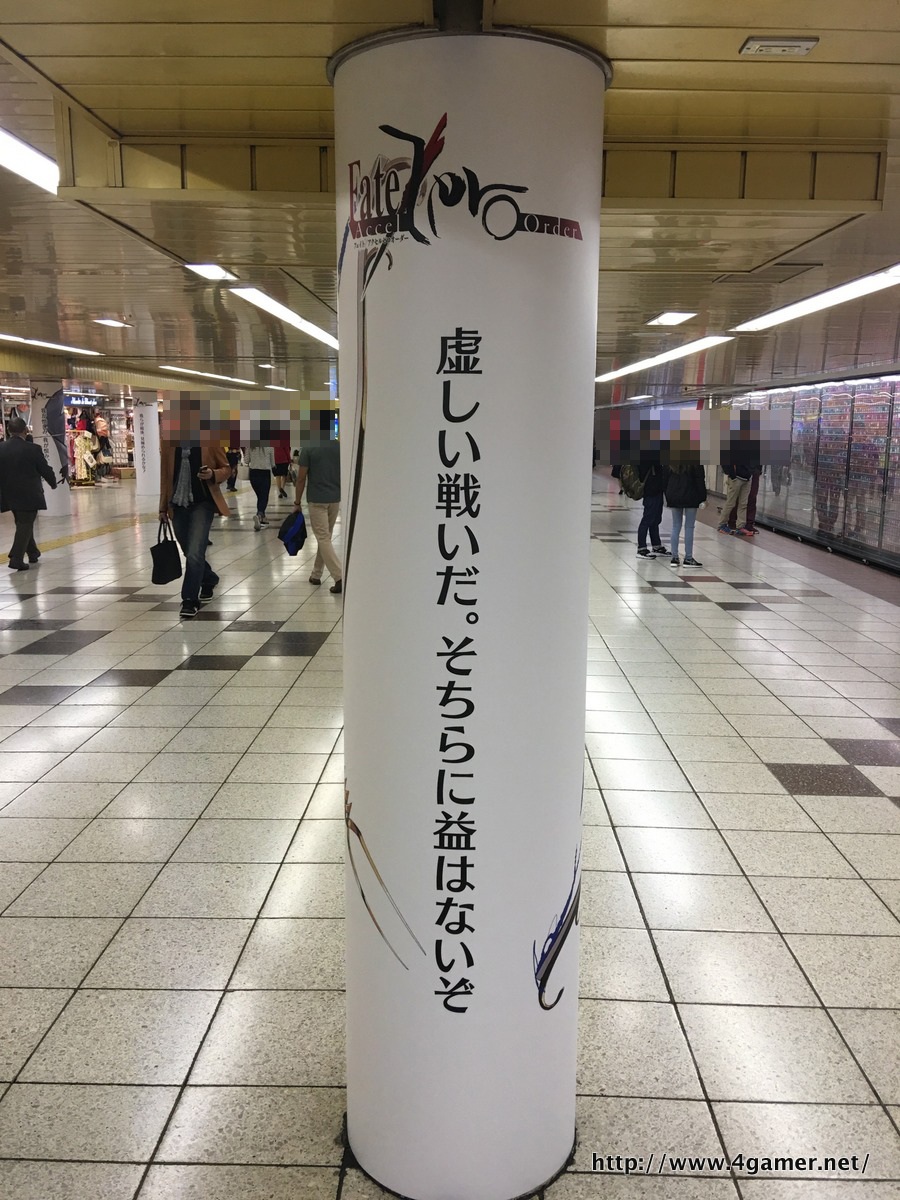 Fate
Zero
Accel
Order
フェイト/アクセルゼロオーダー
虚しい戦いだ。そちらに益はないぞ
http://www.4gamer.net/